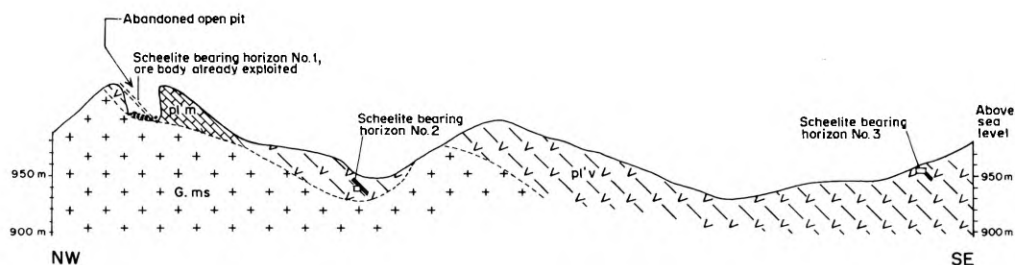 Abandoned open pit
Scheelite bearing horizon No.1,
ore body already exploited
pl m
Scheelite bearing
horizon No.2
Scheelite bearing
horizon No.3
Above
sea
level
950 m
G. ms
pl v
950 m
900 m
900 m
NW
SE